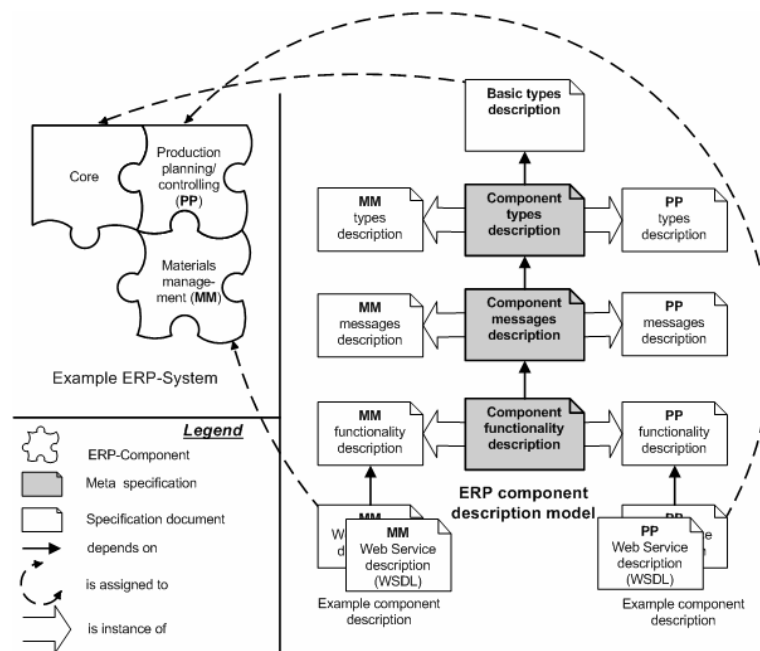 Basic types
description
Core
Production
planning/
controlling
(PP)
Materials
manage-
ment (MM)
Example ERP-System
MM
types
description
Component
types
description
PP
types
description
MM
messages
description
Component
messages
description
PP
messages
description
MM
functionality
description
Component
functionality
description
PP
functionality
description
ERP component
description model
MM
MM
Web Service
description
(WSDL)
Example component
description
PP
PP
Web Service
description
(WSDL)
Example component
description
Legend
ERP-Component
Meta specification
Specification document
depends on
is assigned to
is instance of